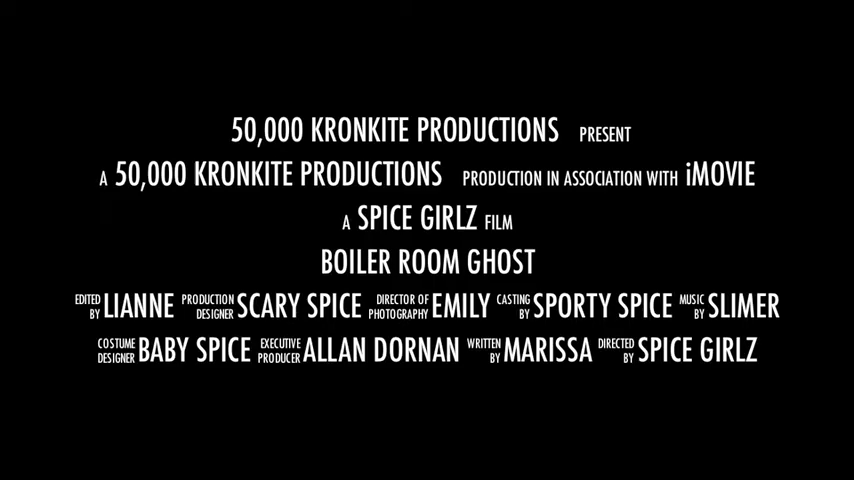 50,000 KRONKITE PRODUCTIONS PRESENT
A 50,000 KRONKITE PRODUCTIONS PRODUCTION IN ASSOCIATION WITH iMOVIE
A SPICE GIRLZ FILM
BOILER ROOM GHOST
EDITED BY LIANNE PRODUCTION DESIGNER SCARY SPICE DIRECTOR OF PHOTOGRAPHY EMILY CASTING BY SPORTY SPICE MUSIC BY SLIMER
COSTUME DESIGNER BABY SPICE EXECUTIVE PRODUCER ALLAN DORNAN WRITTEN BY MARISSA DIRECTED BY SPICE GIRLZ